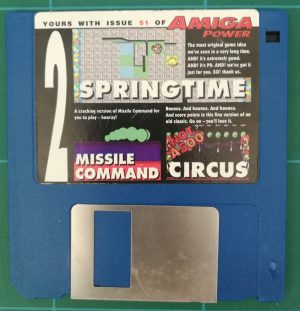 YOURS WITH ISSUE 51 OF AMIGA
POWER
2
The most original game idea
we've seen in a very long time.
AND! it's extremely good.
AND! it's PD. AND! we've got it
just for you. SO! thank us.
SPRINGTIME
A cracking version of Missile Command for
you to play - hooray!
MISSILE
COMMAND
Bounce. And bounce. And bounce.
And score points in this fine version of an
old classic. Go on - you'll love it.
CIRCUS